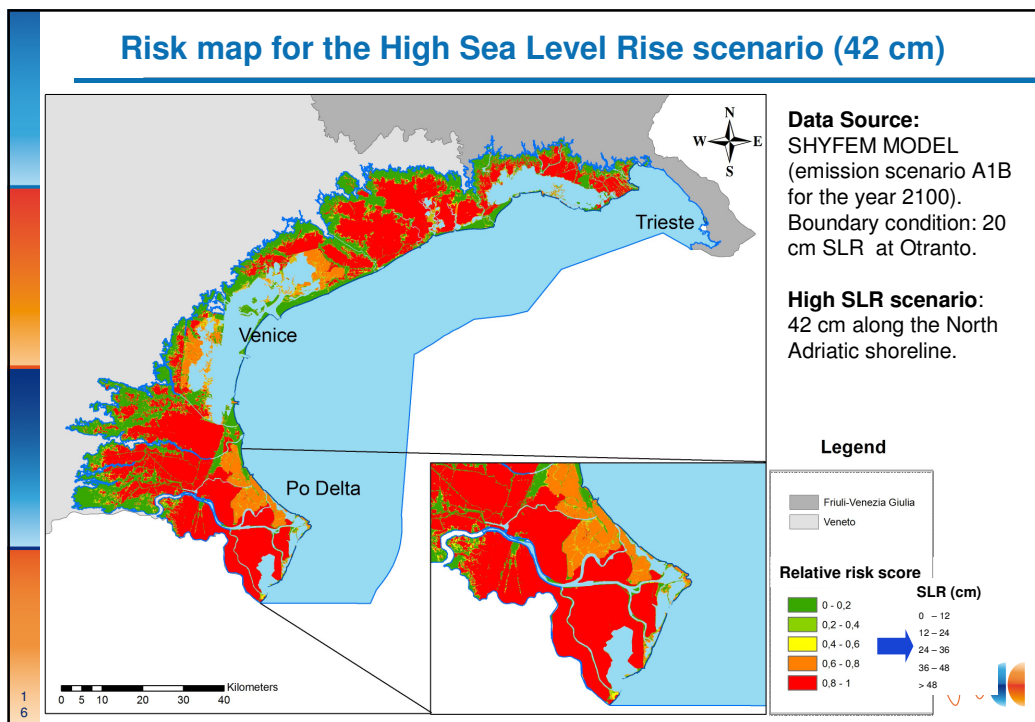 Risk map for the High Sea Level Rise scenario (42 cm)
N
W E
S
Trieste
Venice
Po Delta
Kilometers
0 5 10 20 30 40
Data Source:
SHYFEM MODEL
(emission scenario A1B
for the year 2100).
Boundary condition: 20
cm SLR at Otranto.
High SLR scenario:
42 cm along the North
Adriatic shoreline.
Legend
Friuli-Venezia Giulia
Veneto
Relative risk score
0 - 0,2
0,2 - 0,4
0,4 - 0,6
0,6 - 0,8
0,8 - 1
SLR (cm)
0 – 12
12 – 24
24 – 36
36 – 48
> 48
1
6